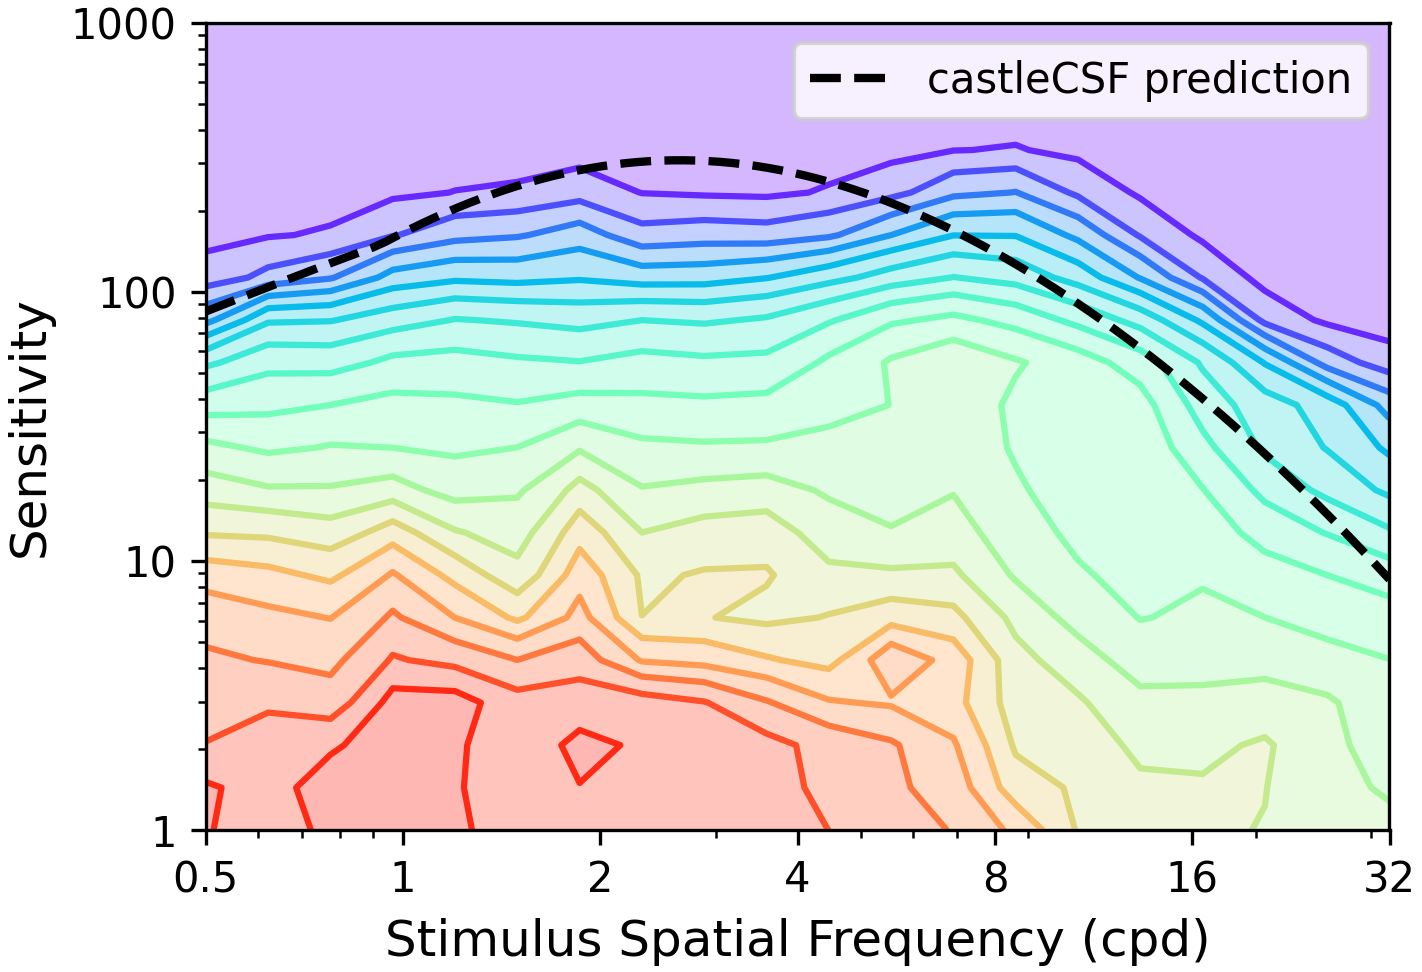 1000
castleCSF prediction
100
Sensitivity
10
1
0.5 1 2 4 8 16 32
Stimulus Spatial Frequency (cpd)